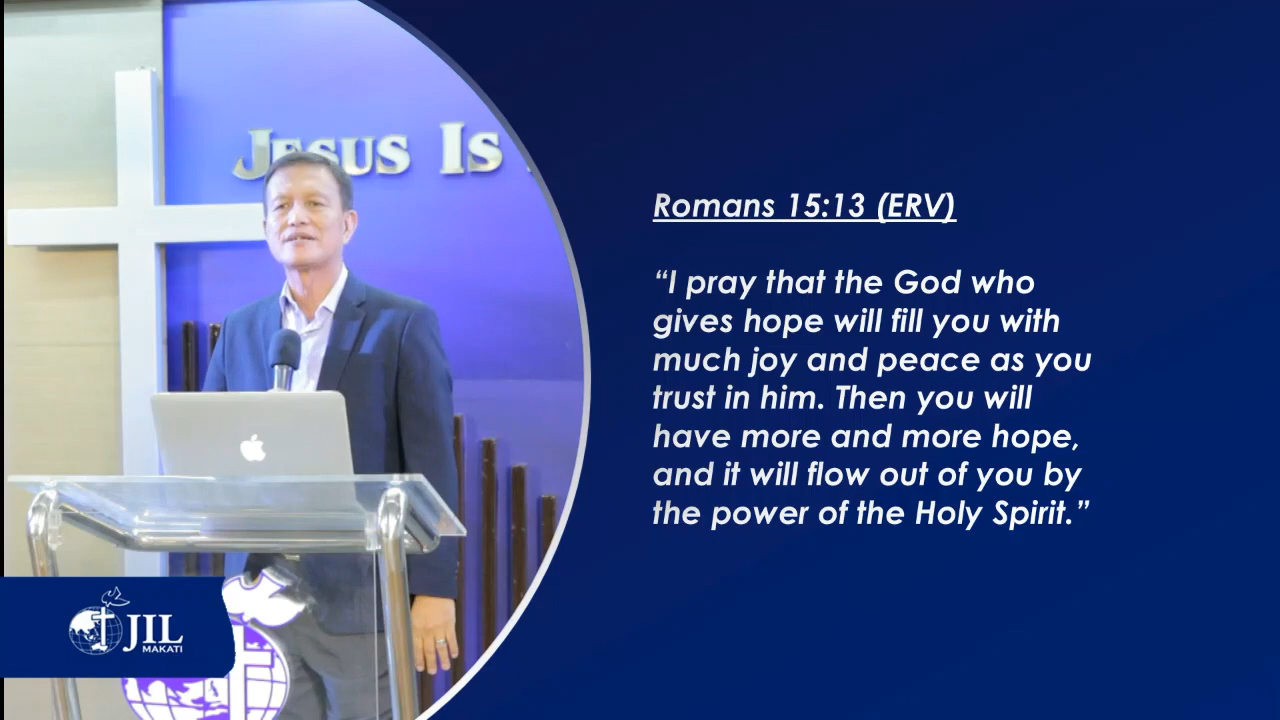 JESUS IS
Romans 15:13 (ERV)
“I pray that the God who
gives hope will fill you with
much joy and peace as you
trust in him. Then you will
have more and more hope,
and it will flow out of you by
the power of the Holy Spirit.”
JIL
MAKATI